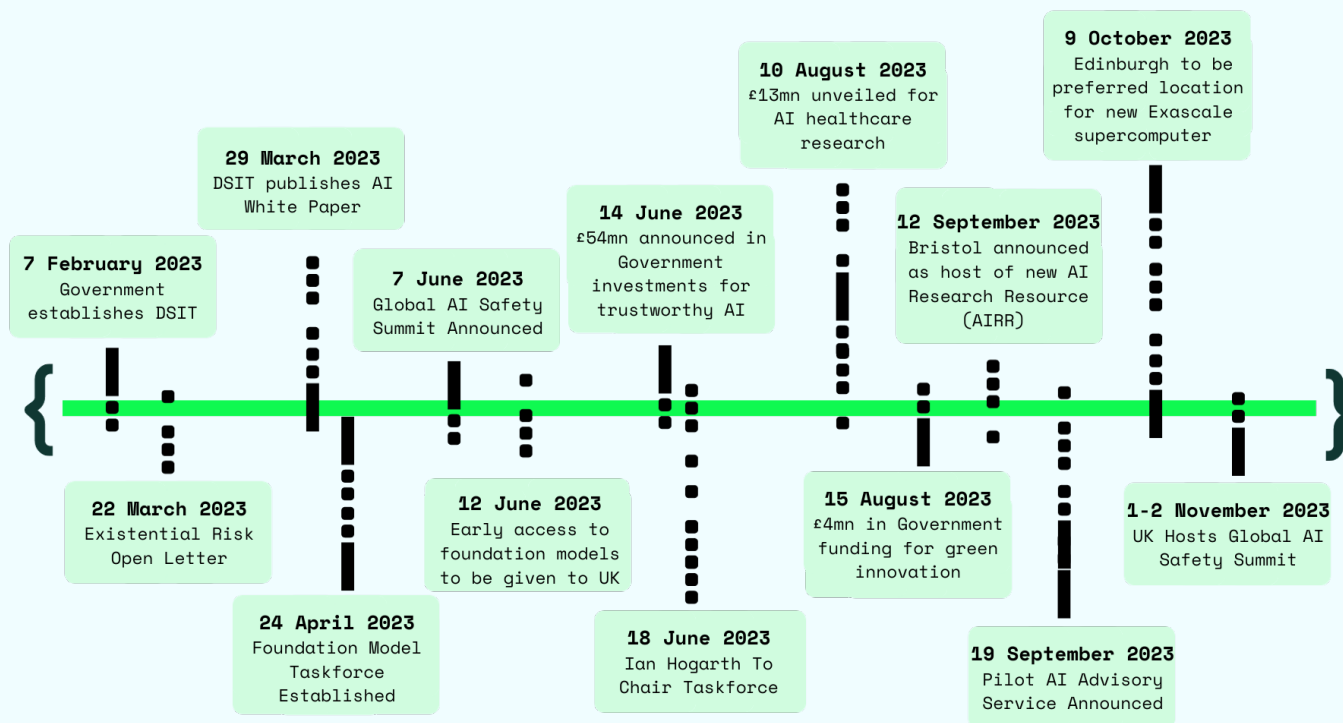 7 February 2023
Government
establishes DSIT
22 March 2023
Existential Risk
Open Letter
29 March 2023
DSIT publishes AI
White Paper
24 April 2023
Foundation Model
Taskforce
Established
7 June 2023
Global AI Safety
Summit Announced
12 June 2023
Early access to
foundation models
to be given to UK
14 June 2023
£54mn announced in
Government
investments for
trustworthy AI
18 June 2023
Ian Hogarth To
Chair Taskforce
10 August 2023
£13mn unveiled for
AI healthcare
research
15 August 2023
£4mn in Government
funding for green
innovation
12 September 2023
Bristol announced
as host of new AI
Research Resource
(AIRR)
19 September 2023
Pilot AI Advisory
Service Announced
9 October 2023
Edinburgh to be
preferred location
for new Exascale
supercomputer
1-2 November 2023
UK Hosts Global AI
Safety Summit